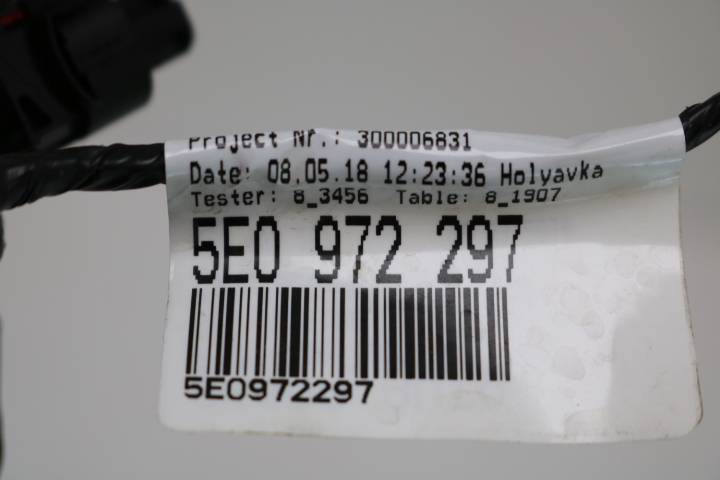 Project Nr.: 300006831
Date: 08.05.18 12:23:36 Holyavka
Tester: 8_3456 Table: 8_1907
5E0 972 297
5E0972297